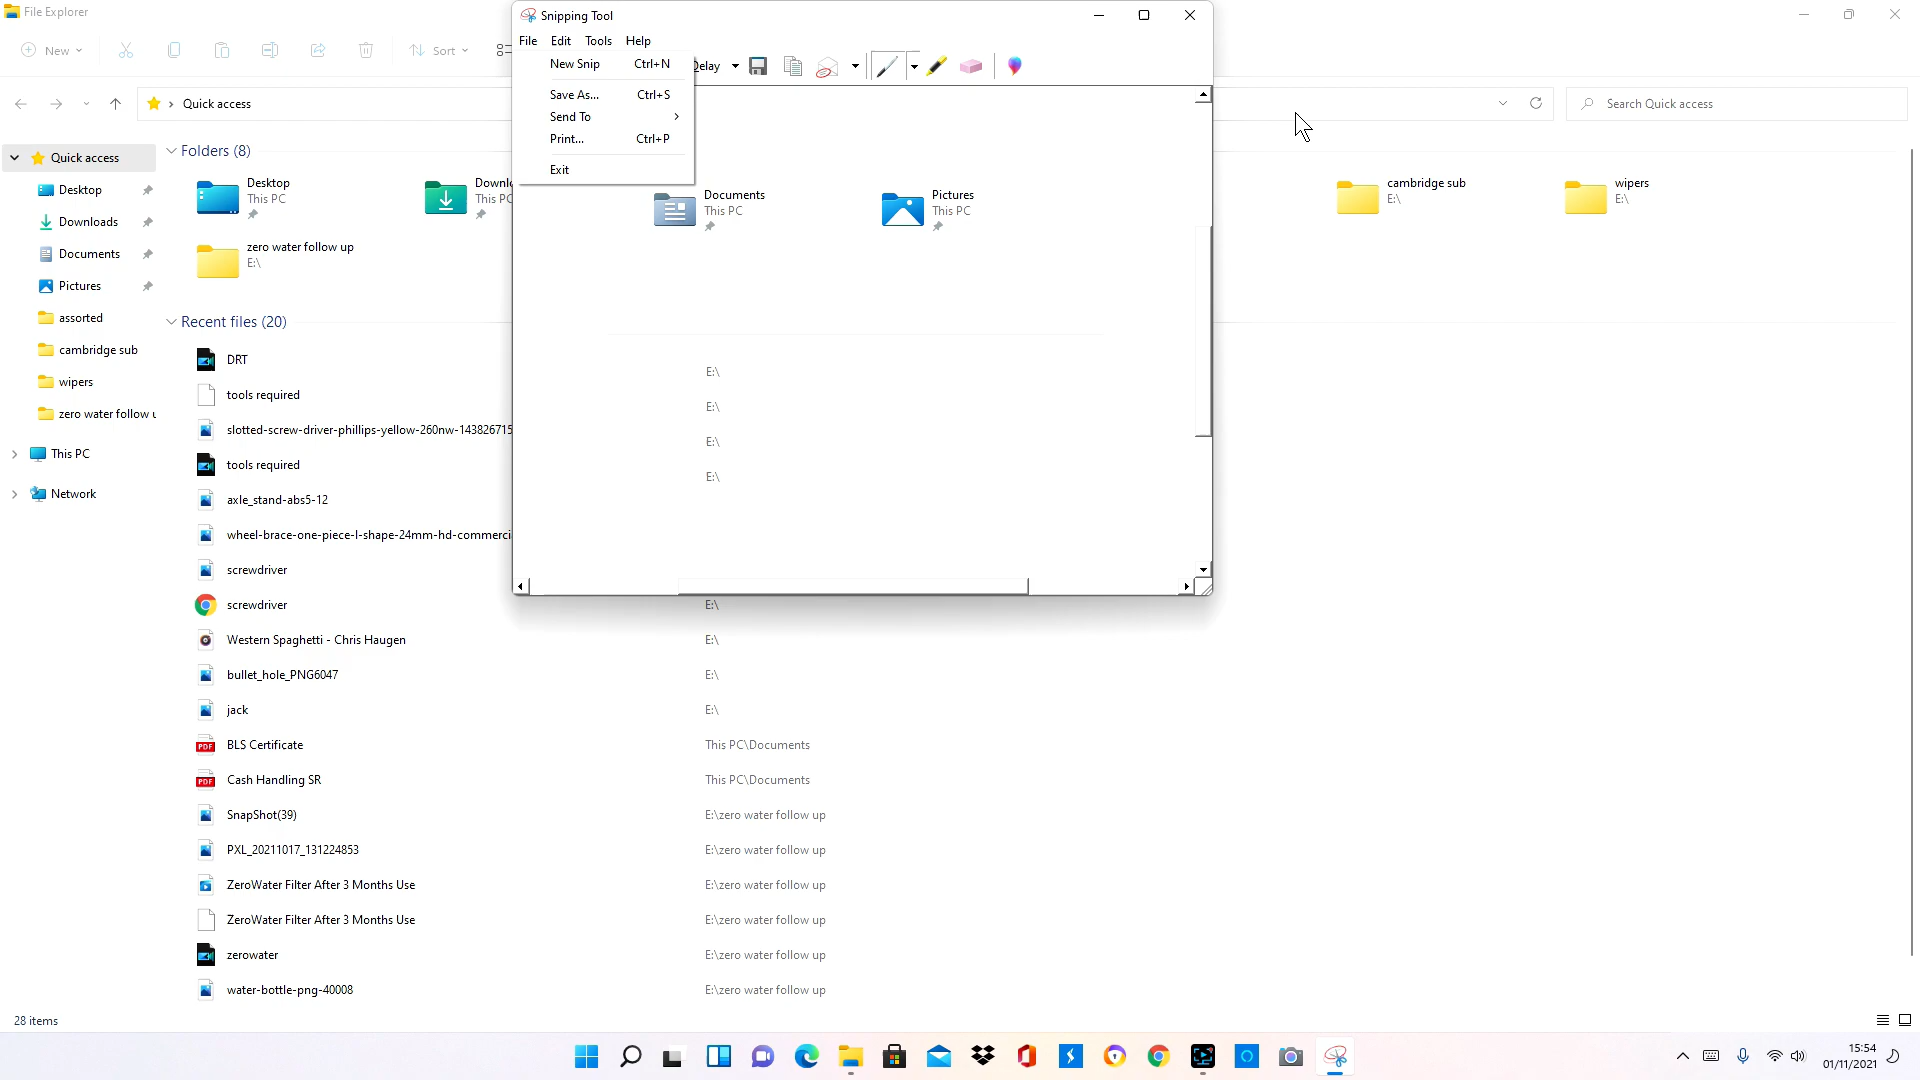 File Explorer
New
Sort
Quick access
Search Quick access
Snipping Tool
File Edit Tools Help
New Snip Ctrl+N
Save As... Ctrl+S
Send To
Print... Ctrl+P
Exit
Delay
Documents
This PC
Pictures
This PC
E:\
E:\
E:\
E:\
Quick access
Desktop
Downloads
Documents
Pictures
assorted
cambridge sub
wipers
zero water follow
This PC
Network
Folders (8)
Desktop
This PC
This PC
cambridge sub
E:\
wipers
E:\
zero water follow up
E:\
Recent files (20)
DRT
tools required
slotted-screw-driver-phillips-yellow-260nw-143826715
tools required
axle_stand-abs5-12
wheel-brace-one-piece-l-shape-24mm-hd-commerci
screwdriver
screwdriver E:\
Western Spaghetti - Chris Haugen E:\
bullet_hole_PNG6047 E:\
jack E:\
PDF BLS Certificate This PC\Documents
PDF Cash Handling SR This PC\Documents
SnapShot(39) E:\zero water follow up
PXL_20211017_131224853 E:\zero water follow up
ZeroWater Filter After 3 Months Use E:\zero water follow up
ZeroWater Filter After 3 Months Use E:\zero water follow up
zerowater E:\zero water follow up
water-bottle-png-40008 E:\zero water follow up
28 items
15:54
01/11/2021